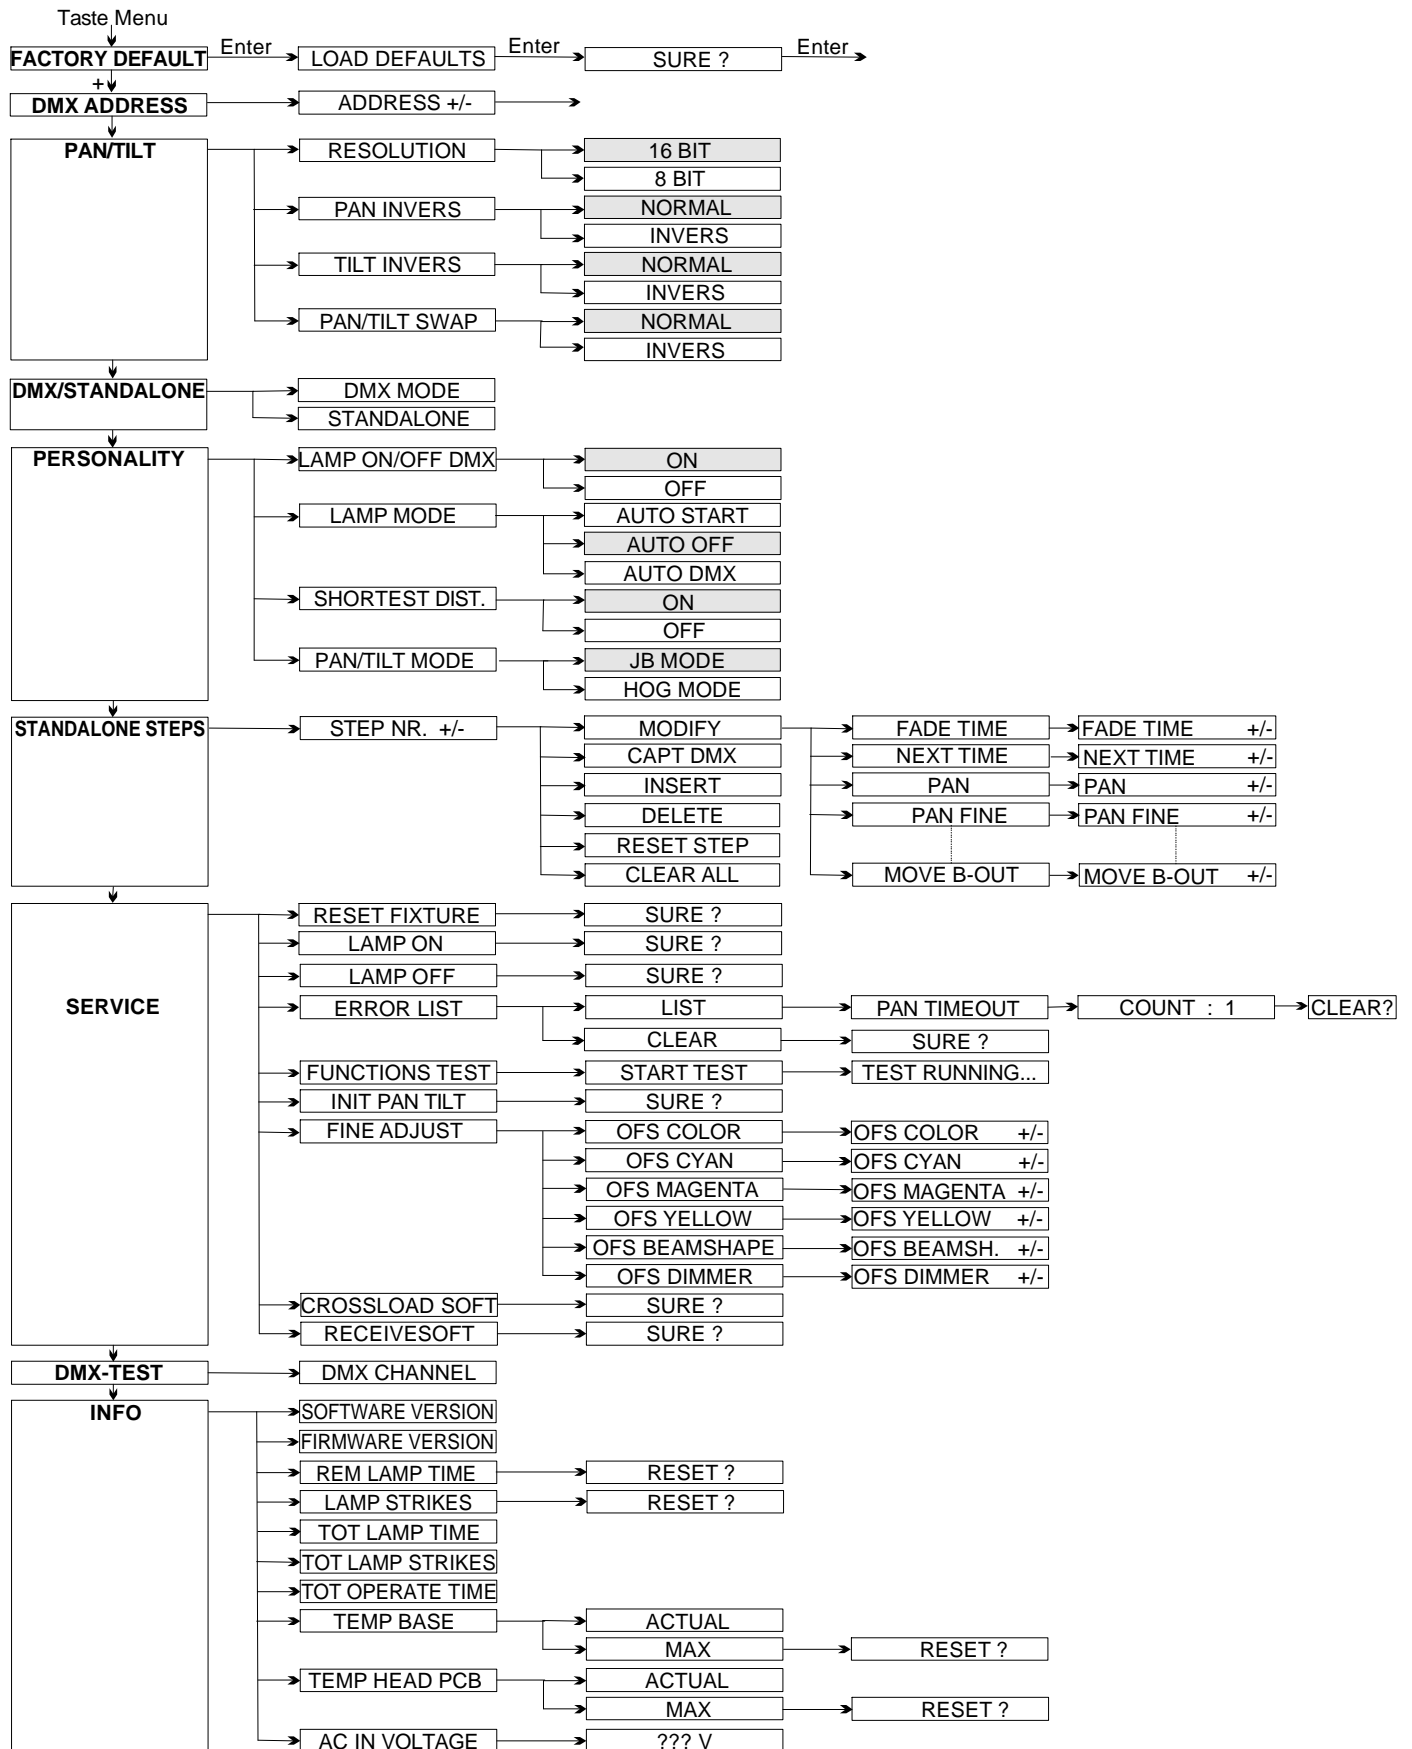 Taste Menu
FACTORY DEFAULT Enter LOAD DEFAULTS Enter SURE ? Enter
+
DMX ADDRESS ADDRESS +/-
PAN/TILT RESOLUTION 16 BIT
8 BIT
PAN INVERS NORMAL
INVERS
TILT INVERS NORMAL
INVERS
PAN/TILT SWAP NORMAL
INVERS
DMX/STANDALONE DMX MODE
STANDALONE
PERSONALITY LAMP ON/OFF DMX ON
OFF
LAMP MODE AUTO START
AUTO OFF
AUTO DMX
SHORTEST DIST. ON
OFF
PAN/TILT MODE JB MODE
HOG MODE
STANDALONE STEPS STEP NR. +/- MODIFY FADE TIME FADE TIME +/-
CAPT DMX NEXT TIME NEXT TIME +/-
INSERT PAN PAN +/-
DELETE PAN FINE PAN FINE +/-
RESET STEP
CLEAR ALL MOVE B-OUT MOVE B-OUT +/-
RESET FIXTURE SURE ?
LAMP ON SURE ?
LAMP OFF SURE ?
SERVICE ERROR LIST LIST PAN TIMEOUT COUNT : 1 CLEAR?
CLEAR SURE ?
FUNCTIONS TEST START TEST TEST RUNNING...
INIT PAN TILT SURE ?
FINE ADJUST OFS COLOR OFS COLOR +/-
OFS CYAN OFS CYAN +/-
OFS MAGENTA OFS MAGENTA +/-
OFS YELLOW OFS YELLOW +/-
OFS BEAMSHAPE OFS BEAMSH. +/-
OFS DIMMER OFS DIMMER +/-
CROSSLOAD SOFT SURE ?
RECEIVESOFT SURE ?
DMX-TEST DMX CHANNEL
INFO SOFTWARE VERSION
FIRMWARE VERSION
REM LAMP TIME RESET ?
LAMP STRIKES RESET ?
TOT LAMP TIME
TOT LAMP STRIKES
TOT OPERATE TIME
TEMP BASE ACTUAL
MAX RESET ?
TEMP HEAD PCB ACTUAL
MAX RESET ?
AC IN VOLTAGE ??? V